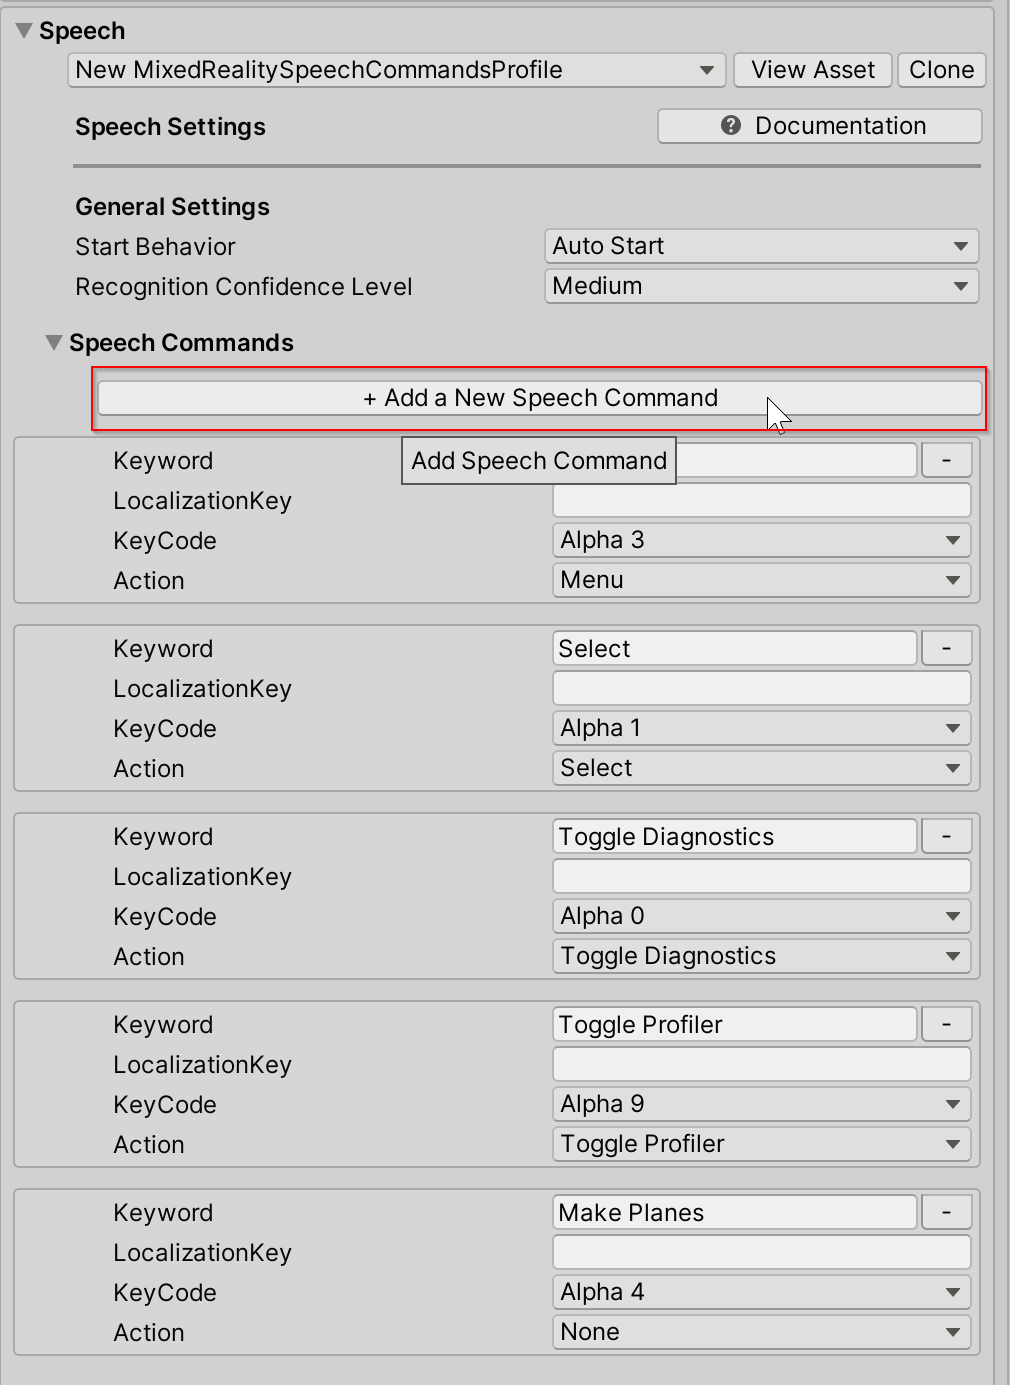 Speech
New MixedRealitySpeechCommandsProfile View Asset Clone
Speech Settings ? Documentation
General Settings
Start Behavior Auto Start
Recognition Confidence Level Medium
Speech Commands
+ Add a New Speech Command
Keyword Add Speech Command -
LocalizationKey
KeyCode Alpha 3
Action Menu
Keyword Select -
LocalizationKey
KeyCode Alpha 1
Action Select
Keyword Toggle Diagnostics -
LocalizationKey
KeyCode Alpha 0
Action Toggle Diagnostics
Keyword Toggle Profiler -
LocalizationKey
KeyCode Alpha 9
Action Toggle Profiler
Keyword Make Planes -
LocalizationKey
KeyCode Alpha 4
Action None